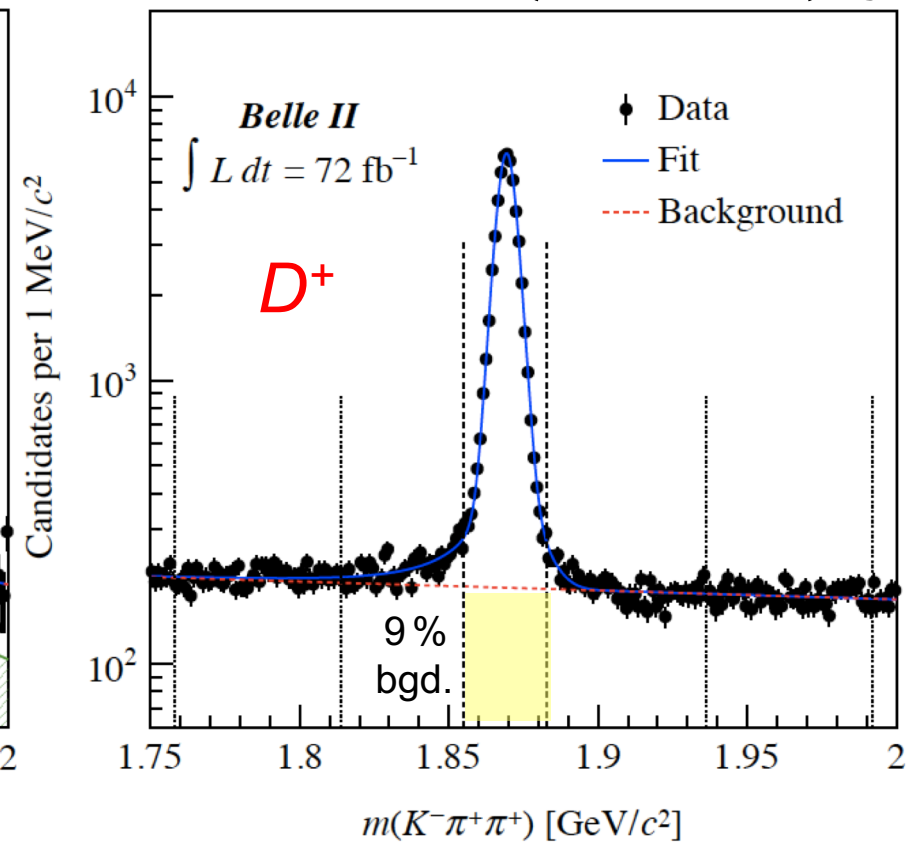 Belle II
∫ L dt = 72 fb⁻¹
Data
Fit
Background
D⁺
9 %
bgd.
Candidates per 1 MeV/c²
10⁴
10³
10²
2
1.75
1.8
1.85
1.9
1.95
2
m(K⁻π⁺π⁺) [GeV/c²]